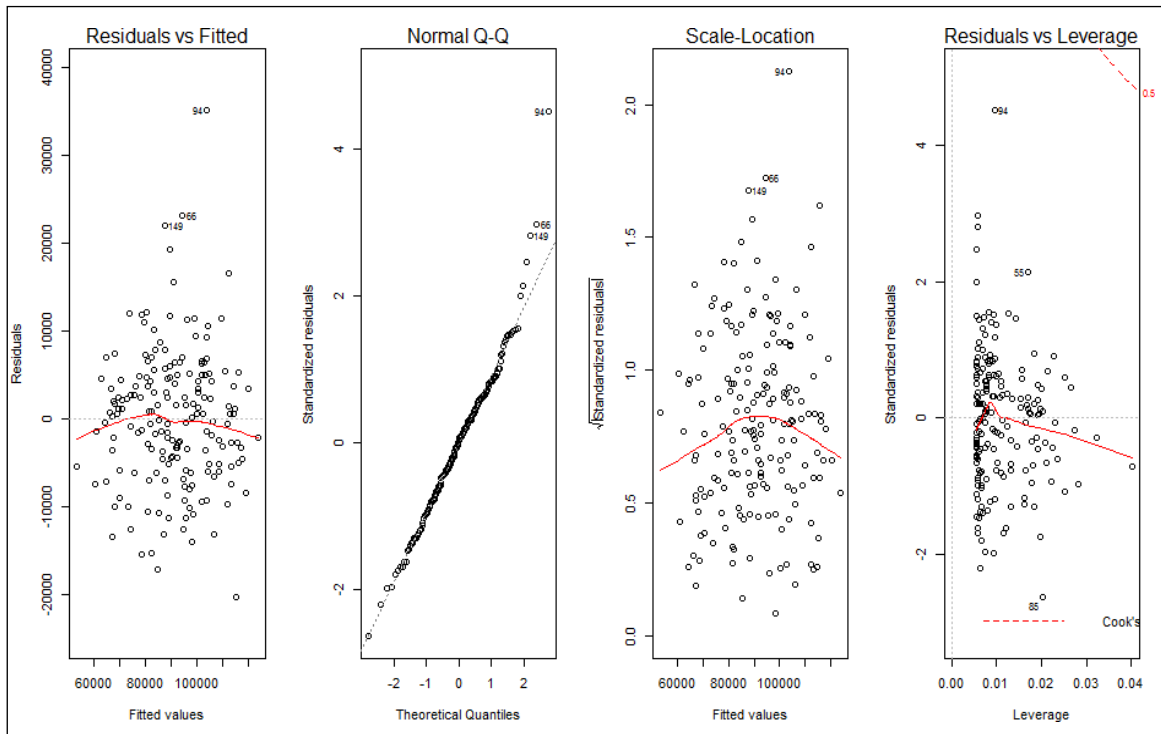 Residuals vs Fitted
Residuals
40000
30000
20000
10000
0
-10000
-20000
94
66
149
60000 80000 100000
Fitted values
Normal Q-Q
Standardized residuals
4
2
0
-2
94
66
149
-2 -1 0 1 2
Theoretical Quantiles
Scale-Location
√|Standardized residuals|
2.0
1.5
1.0
0.5
0.0
94
66
149
60000 80000 100000
Fitted values
Residuals vs Leverage
Standardized residuals
4
2
0
-2
0.5
94
55
85
Cook's
0.00 0.01 0.02 0.03 0.04
Leverage